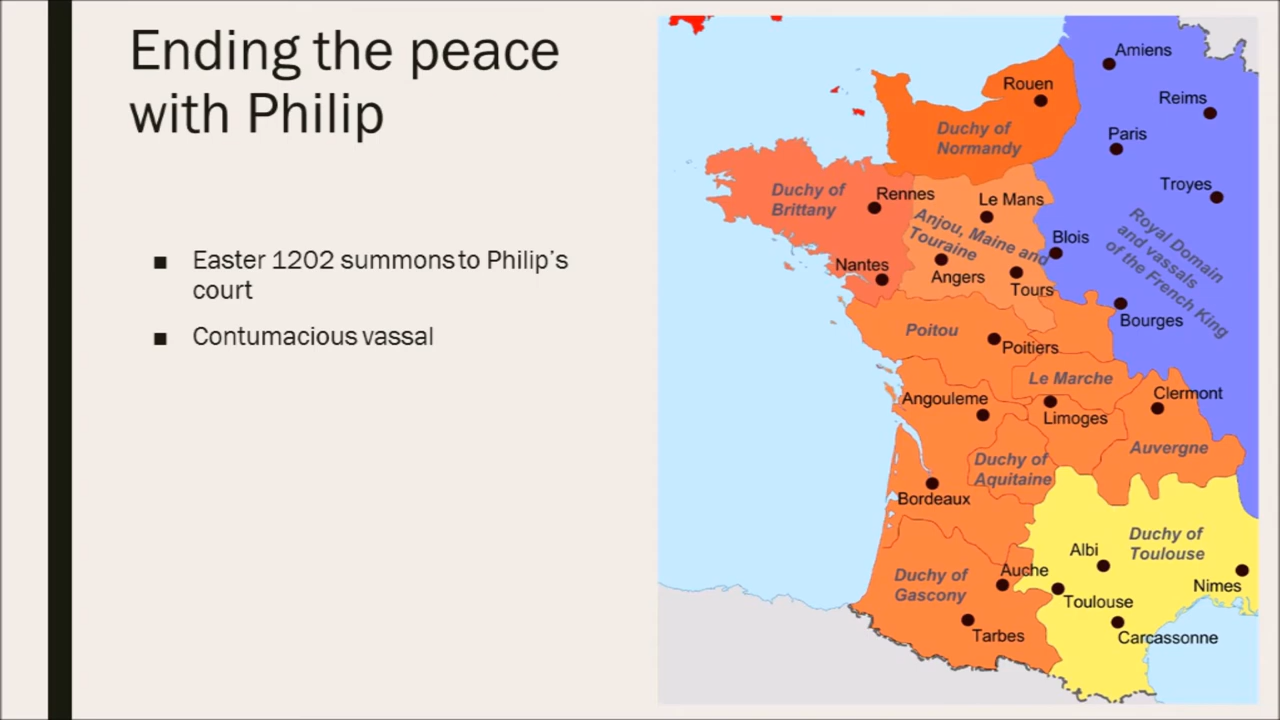 Ending the peace
with Philip
■ Easter 1202 summons to Philip's
court
■ Contumacious vassal
Amiens
Rouen
Reims
Duchy of
Normandy
Paris
Troyes
Duchy of
Brittany
Rennes
Le Mans
Anjou, Maine and
Touraine
Royal Domain
and vassals
of the French King
Blois
Nantes
Angers
Tours
Bourges
Poitou
Poitiers
Le Marche
Angouleme
Limoges
Clermont
Auvergne
Duchy of
Aquitaine
Bordeaux
Duchy of
Toulouse
Albi
Auche
Duchy of
Gascony
Nimes
Toulouse
Tarbes
Carcassonne